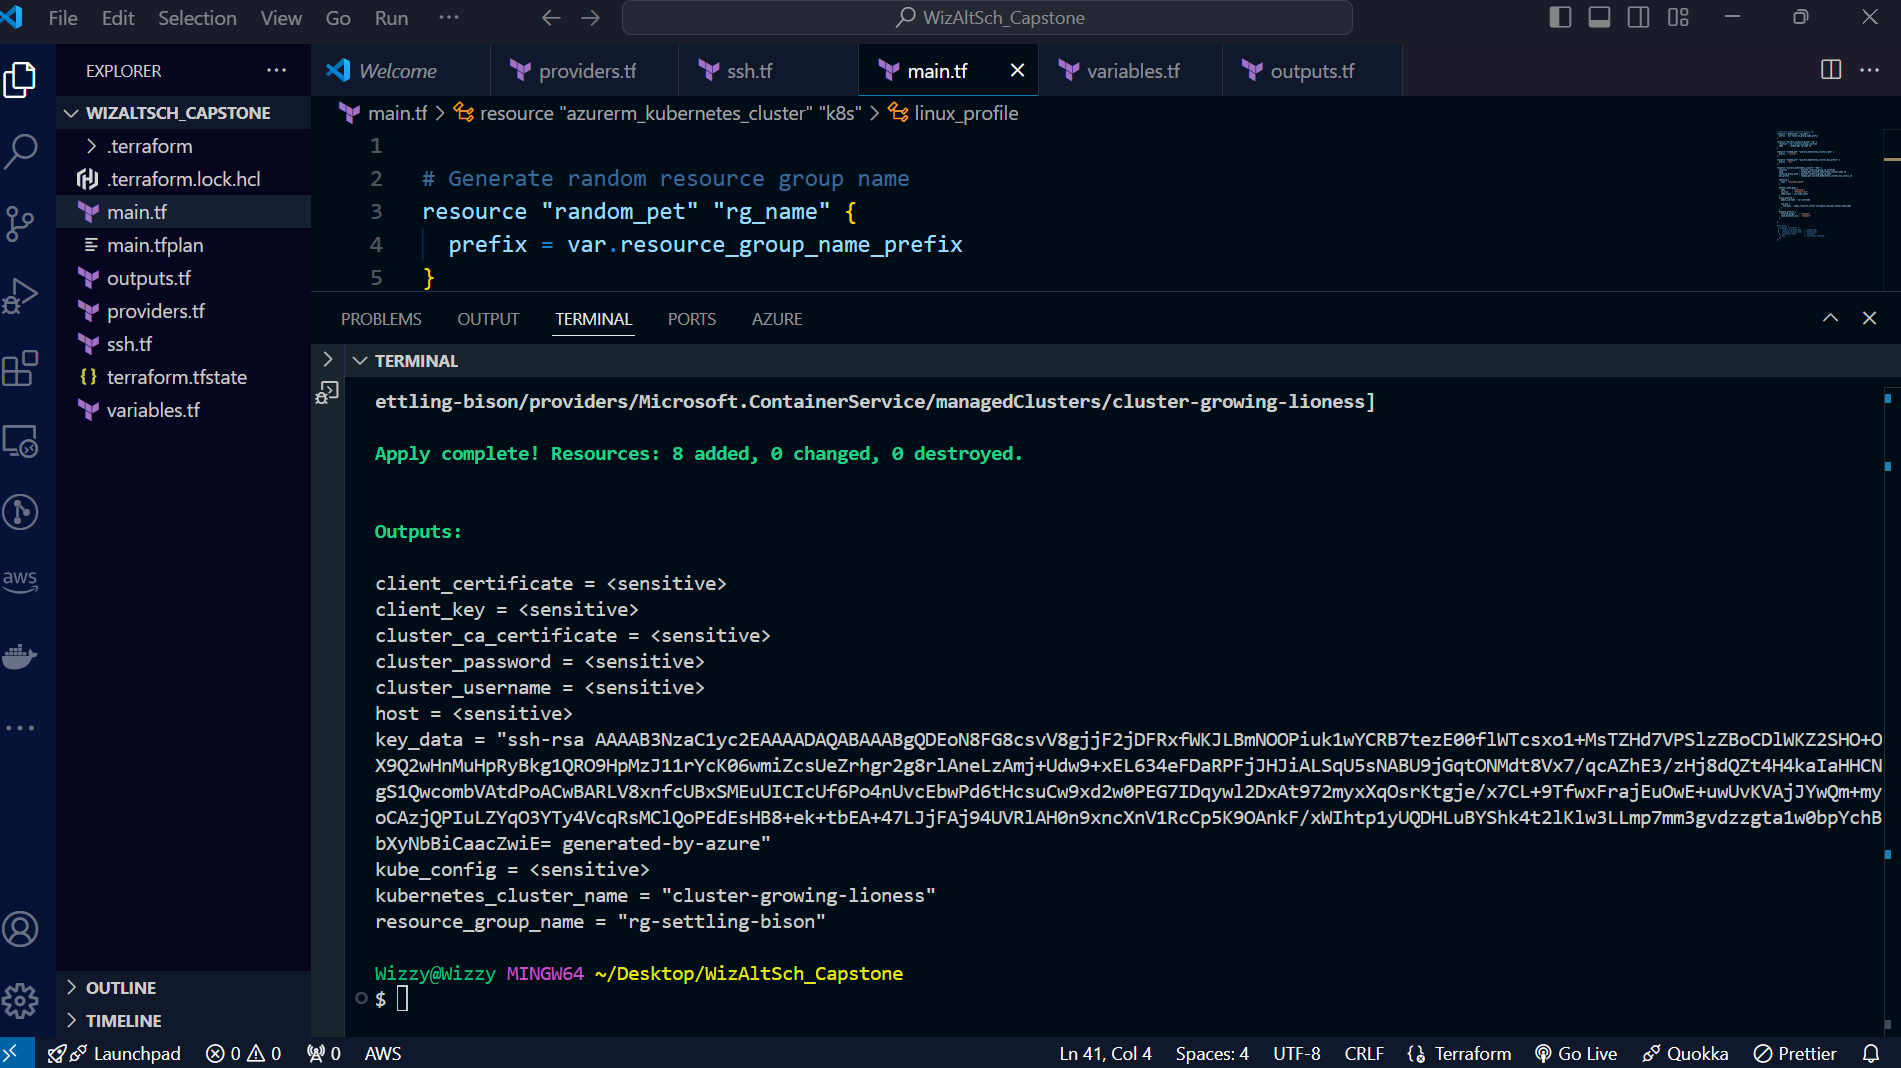 File Edit Selection View Go Run ··· WizAltSch_Capstone
EXPLORER ···
Welcome providers.tf ssh.tf main.tf variables.tf outputs.tf
WIZALTSCH_CAPSTONE
.terraform
.terraform.lock.hcl
main.tf
main.tfplan
outputs.tf
providers.tf
ssh.tf
terraform.tfstate
variables.tf
OUTLINE
TIMELINE
aws
main.tf > resource "azurerm_kubernetes_cluster" "k8s" > linux_profile
1
2 # Generate random resource group name
3 resource "random_pet" "rg_name" {
4 prefix = var.resource_group_name_prefix
5 }
PROBLEMS OUTPUT TERMINAL PORTS AZURE
TERMINAL
ettling-bison/providers/Microsoft.ContainerService/managedClusters/cluster-growing-lioness]
Apply complete! Resources: 8 added, 0 changed, 0 destroyed.
Outputs:
client_certificate = <sensitive>
client_key = <sensitive>
cluster_ca_certificate = <sensitive>
cluster_password = <sensitive>
cluster_username = <sensitive>
host = <sensitive>
key_data = "ssh-rsa AAAAB3NzaC1yc2EAAAADAQABAAABgQDEoN8FG8csvV8gjjF2jDFRxfWKJLBmNOOPiuk1wYCRB7tezE00flWTcsxo1+MsTZHd7VPSlzZBoCDlWKZ2SHO+O
X9Q2wHnMuHpRyBkg1QRO9HpMzJ11rYcK06wmiZcsUeZrhgr2g8rlAneLzAmj+Udw9+xEL634eFDaRPFjJHJiALSqU5sNABU9jGqtONMdt8Vx7/qcAZhE3/zHj8dQZt4H4kaIaHHCN
gS1QwcombVAtdPoACwBARLV8xnfcUBxSMEuUICIcUf6Po4nUvcEbwPd6tHcsuCw9xd2w0PEG7IDqywl2DxAt972myxXqOsrKtgje/x7CL+9TfwxFrajEuOwE+uwUvKVAjJYwQm+my
oCAzjQPIuLZYqO3YTy4VcqRsMClQoPEdEsHB8+ek+tbEA+47LJjFAj94UVRlAH0n9xncXnV1RcCp5K9OAnkF/xWIhtp1yUQDHLuBYShk4t2lKlw3LLmp7mm3gvdzzgta1w0bpYchB
bXyNbBiCaacZwiE= generated-by-azure"
kube_config = <sensitive>
kubernetes_cluster_name = "cluster-growing-lioness"
resource_group_name = "rg-settling-bison"
Wizzy@Wizzy MINGW64 ~/Desktop/WizAltSch_Capstone
$
Launchpad 0 0 0 AWS Ln 41, Col 4 Spaces: 4 UTF-8 CRLF Terraform Go Live Quokka Prettier